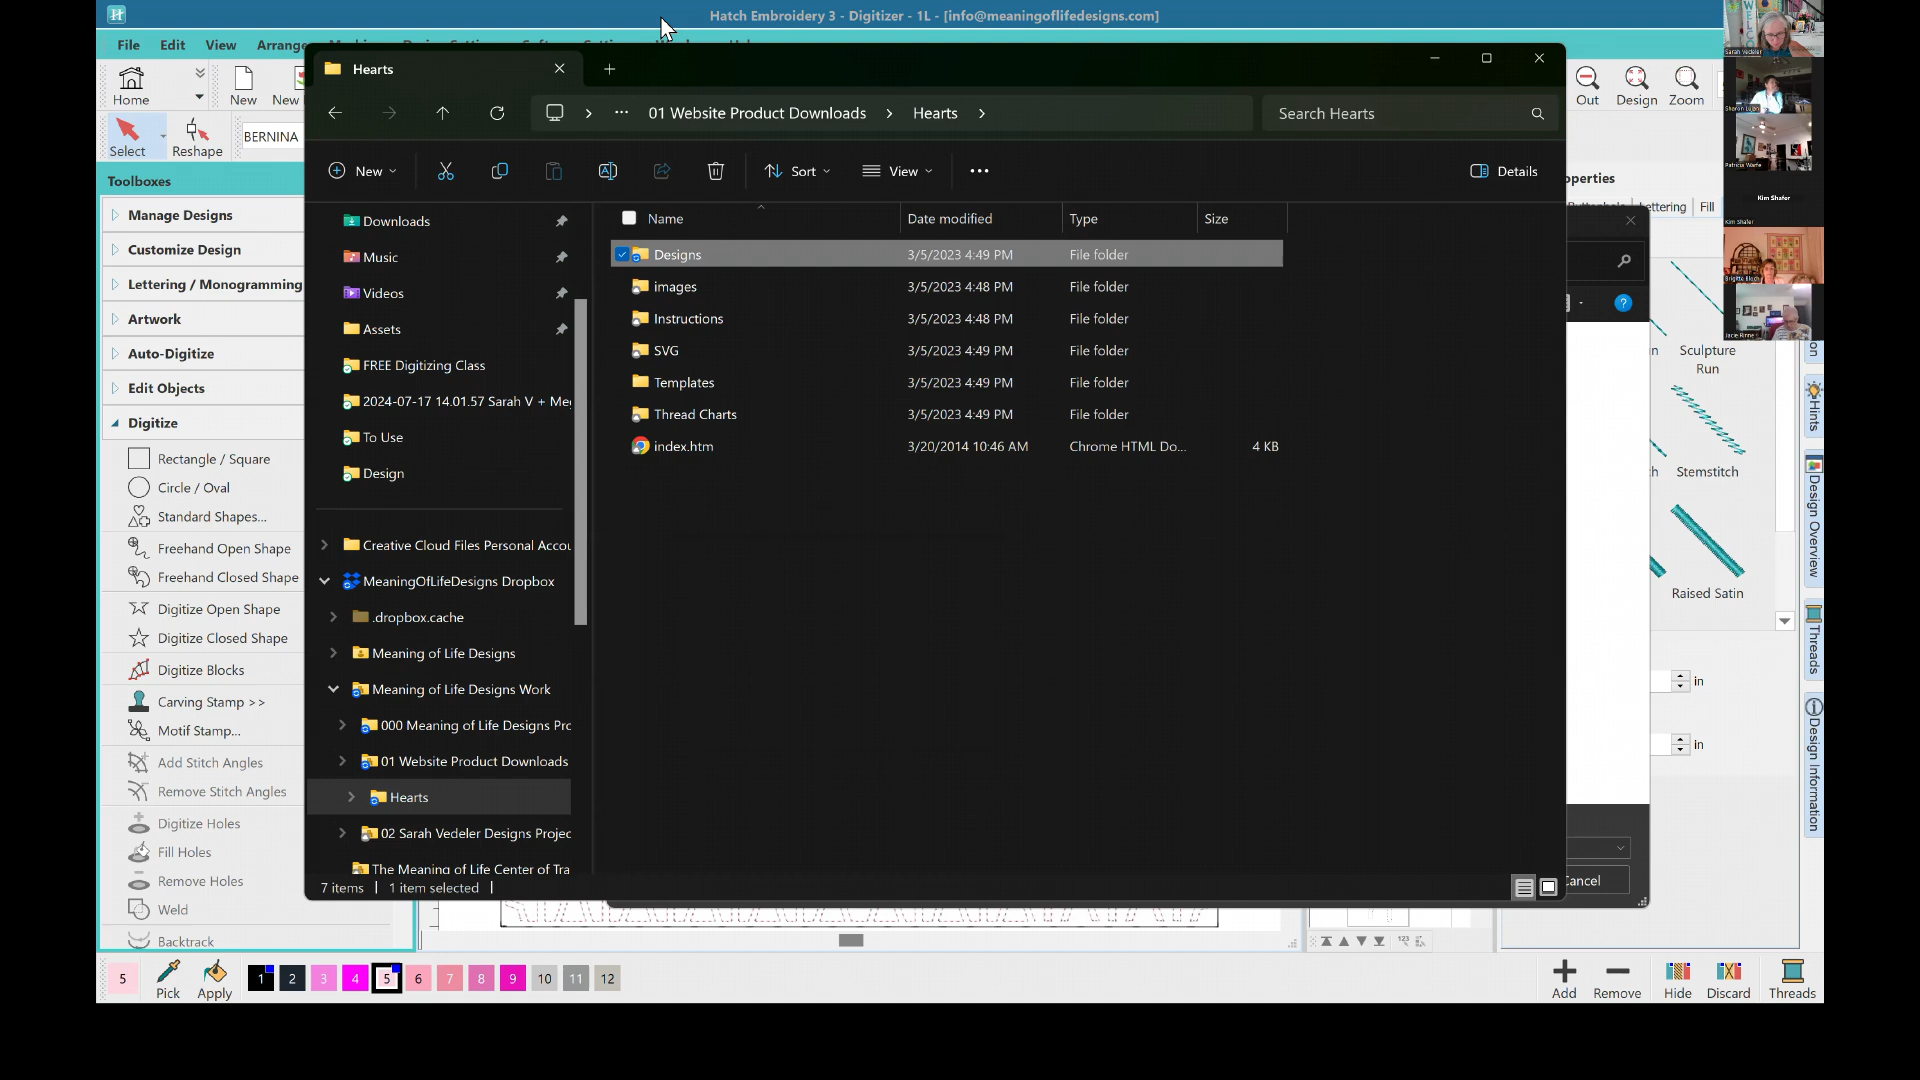 Hatch Embroidery 3 - Digitizer - 1L - [info@meaningoflifedesigns.com]
File Edit View Arrange
Hearts
Home New New
Out Design Zoom
01 Website Product Downloads Hearts
Search Hearts
Select Reshape BERNINA
New Sort View Details
Toolboxes
operties
Lettering Fill
Manage Designs
Customize Design
Lettering / Monogramming
Artwork
Auto-Digitize
Edit Objects
Digitize
Rectangle / Square
Circle / Oval
Standard Shapes...
Freehand Open Shape
Freehand Closed Shape
Digitize Open Shape
Digitize Closed Shape
Digitize Blocks
Carving Stamp >>
Motif Stamp...
Add Stitch Angles
Remove Stitch Angles
Digitize Holes
Fill Holes
Remove Holes
Weld
Backtrack
Downloads
Music
Videos
Assets
FREE Digitizing Class
2024-07-17 14.01.57 Sarah V + Me
To Use
Design
Creative Cloud Files Personal Accou
MeaningOfLifeDesigns Dropbox
.dropbox.cache
Meaning of Life Designs
Meaning of Life Designs Work
000 Meaning of Life Designs Pro
01 Website Product Downloads
Hearts
02 Sarah Vedeler Designs Projec
The Meaning of Life Center of Tra
7 items 1 item selected
Name Date modified Type Size
Designs 3/5/2023 4:49 PM File folder
images 3/5/2023 4:48 PM File folder
Instructions 3/5/2023 4:48 PM File folder
SVG 3/5/2023 4:49 PM File folder
Templates 3/5/2023 4:49 PM File folder
Thread Charts 3/5/2023 4:49 PM File folder
index.htm 3/20/2014 10:46 AM Chrome HTML Do... 4 KB
Sarah Vedeler
Kim Shafer
Kim Shafer
Sculpture
Run
Stemstitch
Raised Satin
in
in
Cancel
Hints
Design Overview
Threads
Design Information
5 Pick Apply 1 2 3 4 5 6 7 8 9 10 11 12
Add Remove Hide Discard Threads